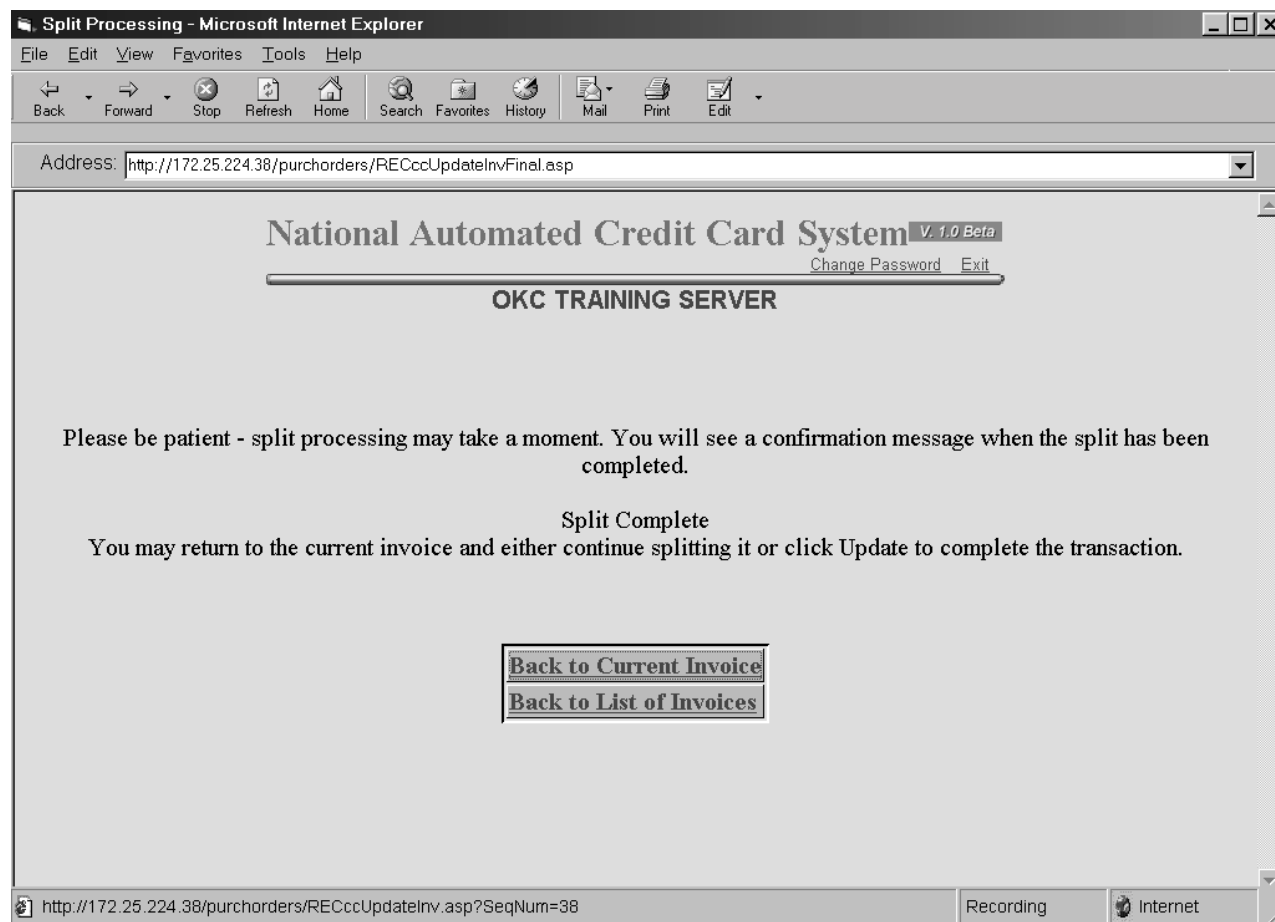 Split Processing - Microsoft Internet Explorer
File Edit View Favorites Tools Help
Back Forward Stop Refresh Home Search Favorites History Mail Print Edit
Address: http://172.25.224.38/purchorders/RECccUpdateInvFinal.asp
National Automated Credit Card System V. 1.0 Beta
Change Password Exit
OKC TRAINING SERVER
Please be patient - split processing may take a moment. You will see a confirmation message when the split has been
completed.
Split Complete
You may return to the current invoice and either continue splitting it or click Update to complete the transaction.
Back to Current Invoice
Back to List of Invoices
http://172.25.224.38/purchorders/RECccUpdateInv.asp?SeqNum=38 Recording Internet